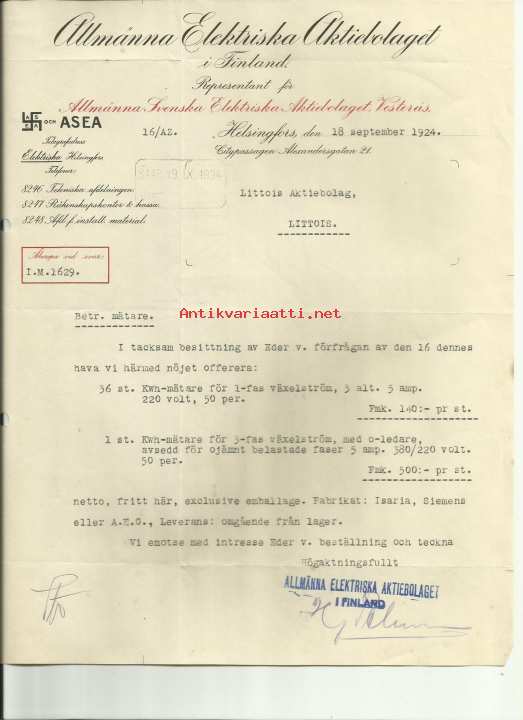 Allmänna Elektriska Aktiebolaget
i Finland.
Representant för
Allmänna Svenska Elektriska Aktiebolaget, Vesterås.
OCH ASEA
16/AZ.
Helsingfors, den 18 september 1924.
Citypassagen Alexandersgatan 21.
Telegrafadress
Elektriska Helsingfors
Telefoner:
8246 Tekniska afdelningen.
8247 Räkenskapskontor & kassa.
8248 Afd. f. install. material.
Littois Aktiebolag,
LITTOIS.
Åberopa vid svar:
I.M.1629.
Antikvariaatti.net
Betr. mätare.
I tacksam besittning av Eder v. förfrågan av den 16 dennes
hava vi härmed nöjet offerera:
36 st. Kwh-mätare för 1-fas växelström, 3 alt. 5 amp.
220 volt, 50 per.
Fmk. 140:- pr st.
1 st. Kwh-mätare för 3-fas växelström, med o-ledare,
avsedd för ojämnt belastade faser 5 amp. 380/220 volt.
50 per.
Fmk. 500:- pr st.
netto, fritt här, exclusive emballage. Fabrikat: Isaria, Siemens
eller A.E.G., Leverans: omgående från lager.
Vi emotse med intresse Eder v. beställning och teckna
Högaktningsfullt
ALLMÄNNA ELEKTRISKA AKTIEBOLAGET
I FINLAND